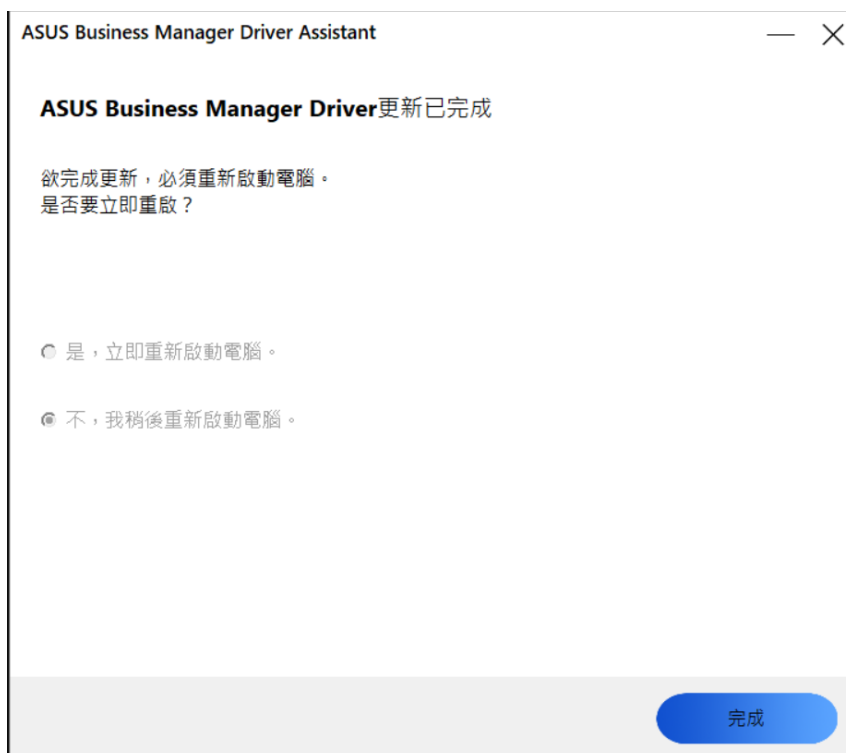 ASUS Business Manager Driver Assistant
ASUS Business Manager Driver更新已完成
欲完成更新，必須重新啟動電腦。
是否要立即重啟？
是，立即重新啟動電腦。
不，我稍後重新啟動電腦。
完成